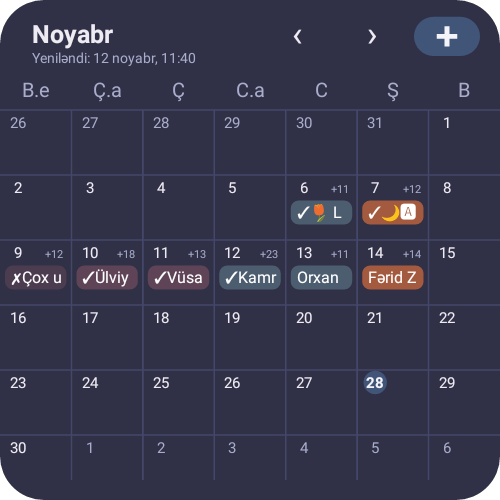 Noyabr
Yeniləndi: 12 noyabr, 11:40
B.e Ç.a Ç C.a C Ş B
26 27 28 29 30 31 1
2 3 4 5 6 +11 7 +12 8
✓🌷 L ✓🌙🅰
9 +12 10 +18 11 +13 12 +23 13 +11 14 +14 15
✗Çox u ✓Ülviy ✓Vüsa ✓Kamr Orxan Fərid Z
16 17 18 19 20 21 22
23 24 25 26 27 28 29
30 1 2 3 4 5 6